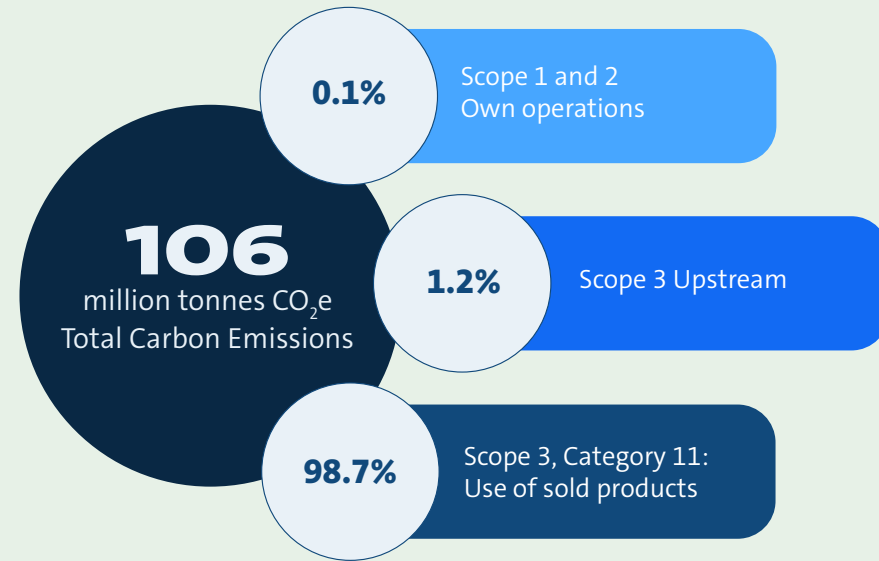 0.1%
Scope 1 and 2
Own operations
106
million tonnes CO₂e
Total Carbon Emissions
1.2%
Scope 3 Upstream
98.7%
Scope 3, Category 11:
Use of sold products